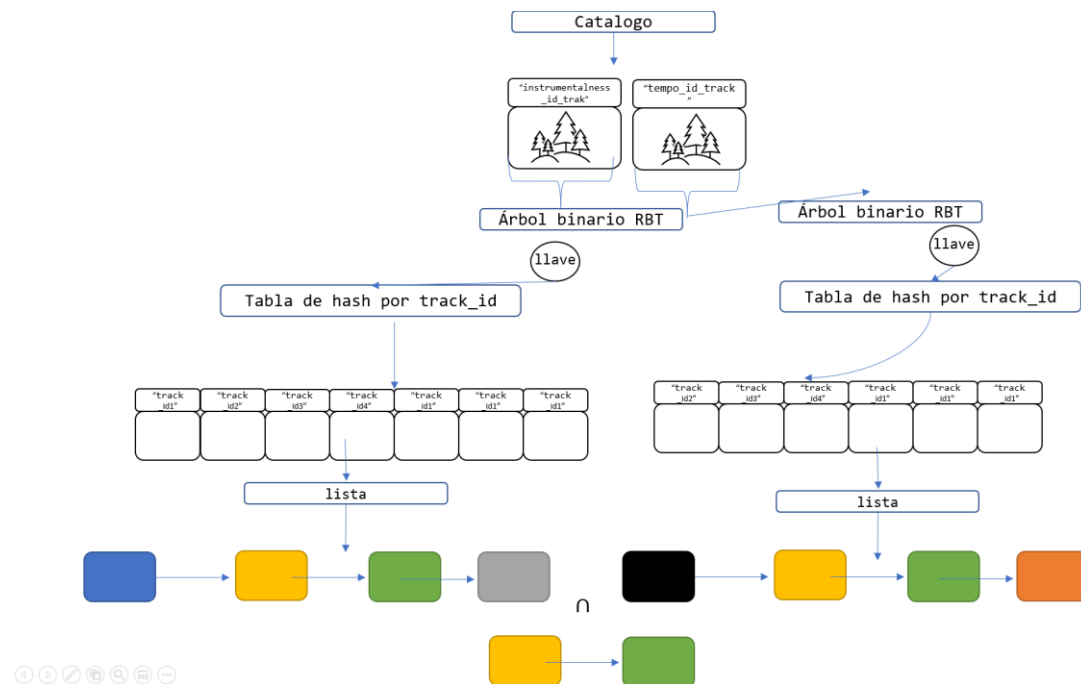 Catalogo
"instrumentalness
_id_trak"
"tempo_id_track
"
Árbol binario RBT
Árbol binario RBT
llave
llave
Tabla de hash por track_id
Tabla de hash por track_id
"track
_id1"
"track
_id2"
"track
_id3"
"track
_id4"
"track
_id1"
"track
_id1"
"track
_id1"
"track
_id2"
"track
_id3"
"track
_id4"
"track
_id1"
"track
_id1"
"track
_id1"
lista
lista
∩